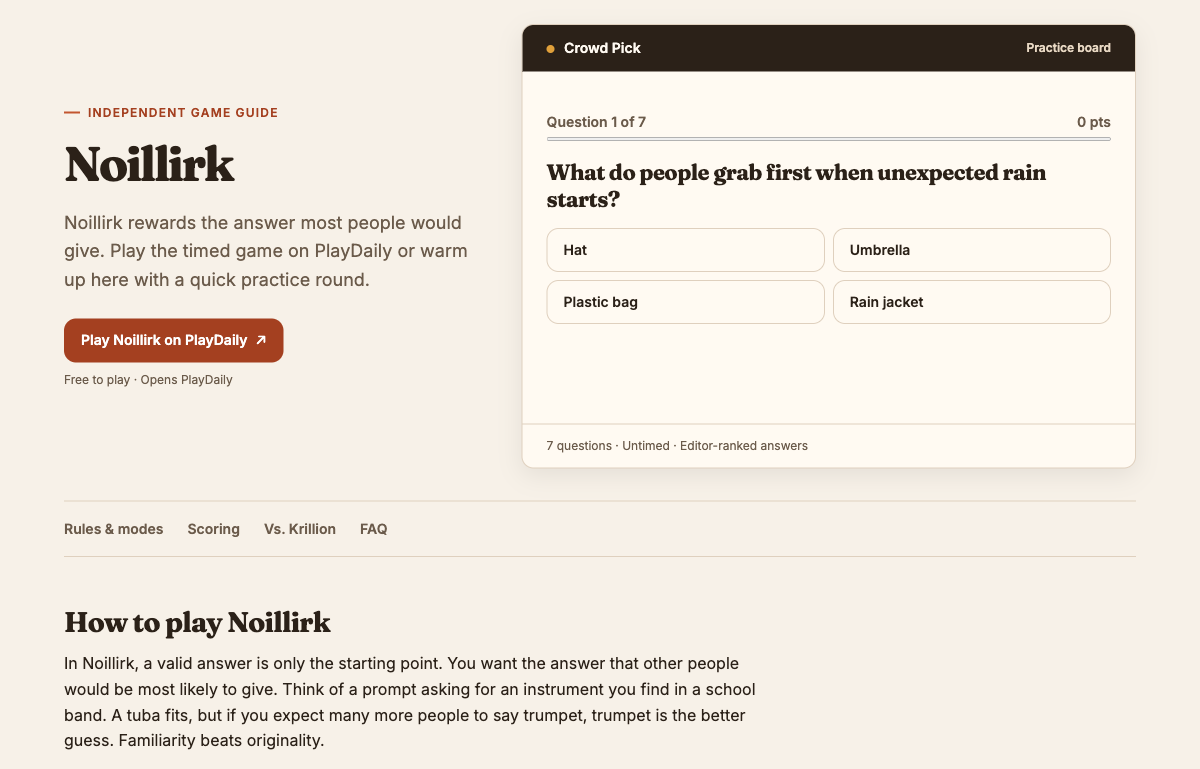 INDEPENDENT GAME GUIDE
Noillirk
Noillirk rewards the answer most people would
give. Play the timed game on PlayDaily or warm
up here with a quick practice round.
Play Noillirk on PlayDaily ↗
Free to play · Opens PlayDaily
Crowd Pick
Practice board
Question 1 of 7
0 pts
What do people grab first when unexpected rain
starts?
Hat
Umbrella
Plastic bag
Rain jacket
7 questions · Untimed · Editor-ranked answers
Rules & modes
Scoring
Vs. Krillion
FAQ
How to play Noillirk
In Noillirk, a valid answer is only the starting point. You want the answer that other people
would be most likely to give. Think of a prompt asking for an instrument you find in a school
band. A tuba fits, but if you expect many more people to say trumpet, trumpet is the better
guess. Familiarity beats originality.